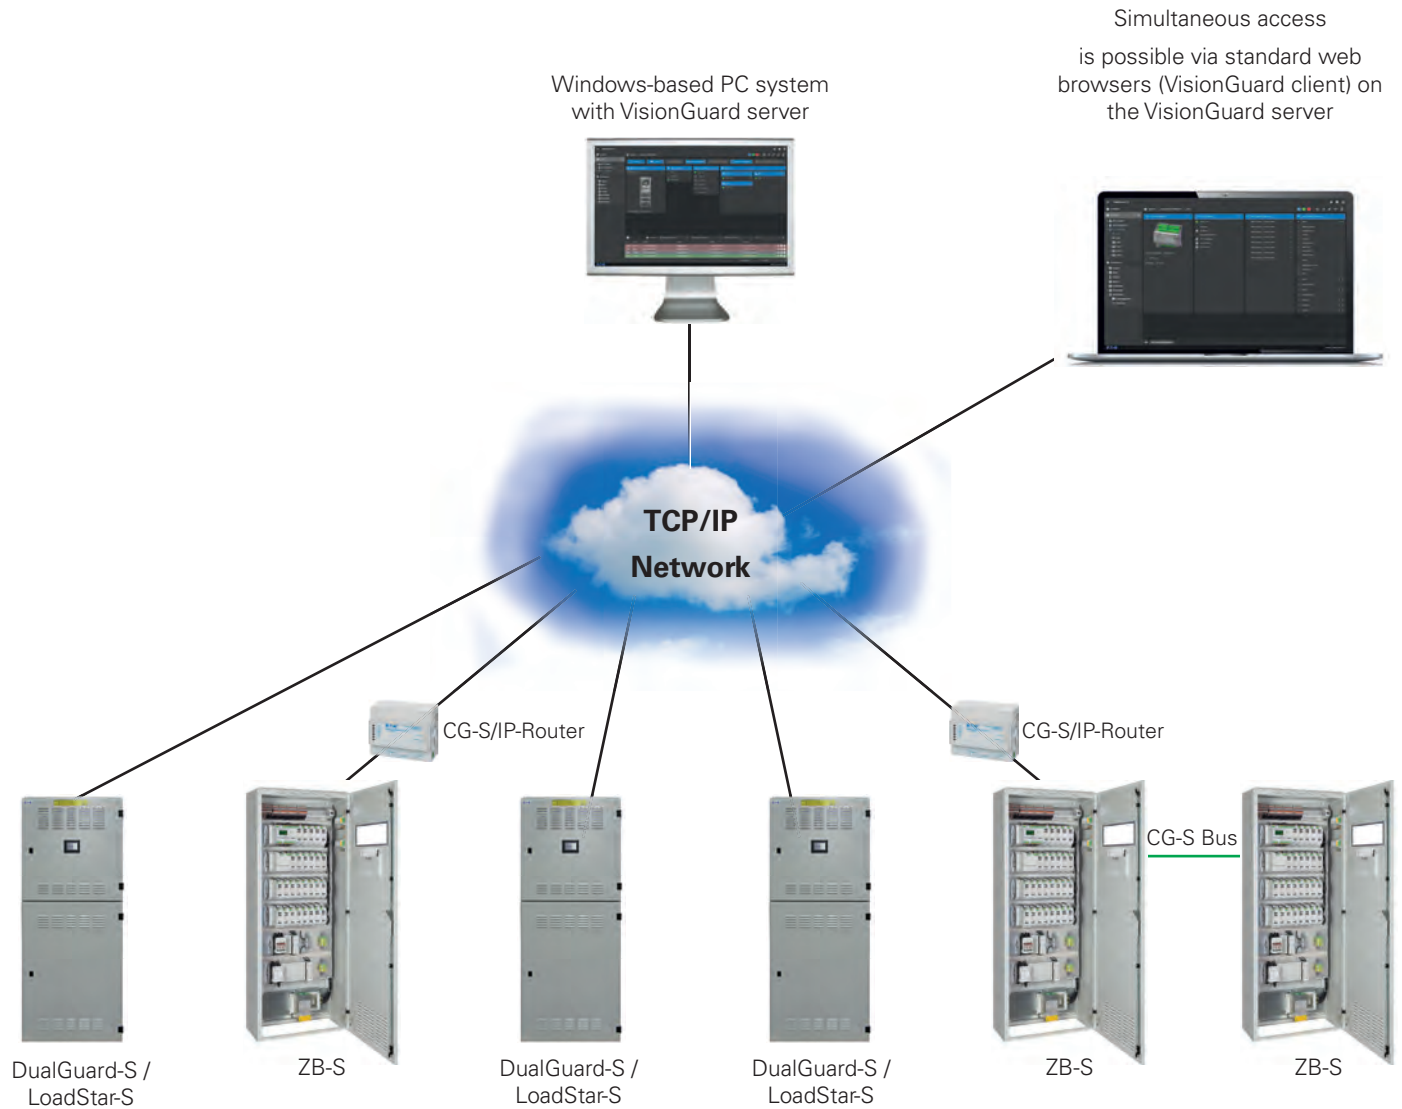 Simultaneous access
is possible via standard web
browsers (VisionGuard client) on
the VisionGuard server
Windows-based PC system
with VisionGuard server
TCP/IP
Network
CG-S/IP-Router
CG-S/IP-Router
CG-S Bus
DualGuard-S /
LoadStar-S
ZB-S
DualGuard-S /
LoadStar-S
DualGuard-S /
LoadStar-S
ZB-S
ZB-S